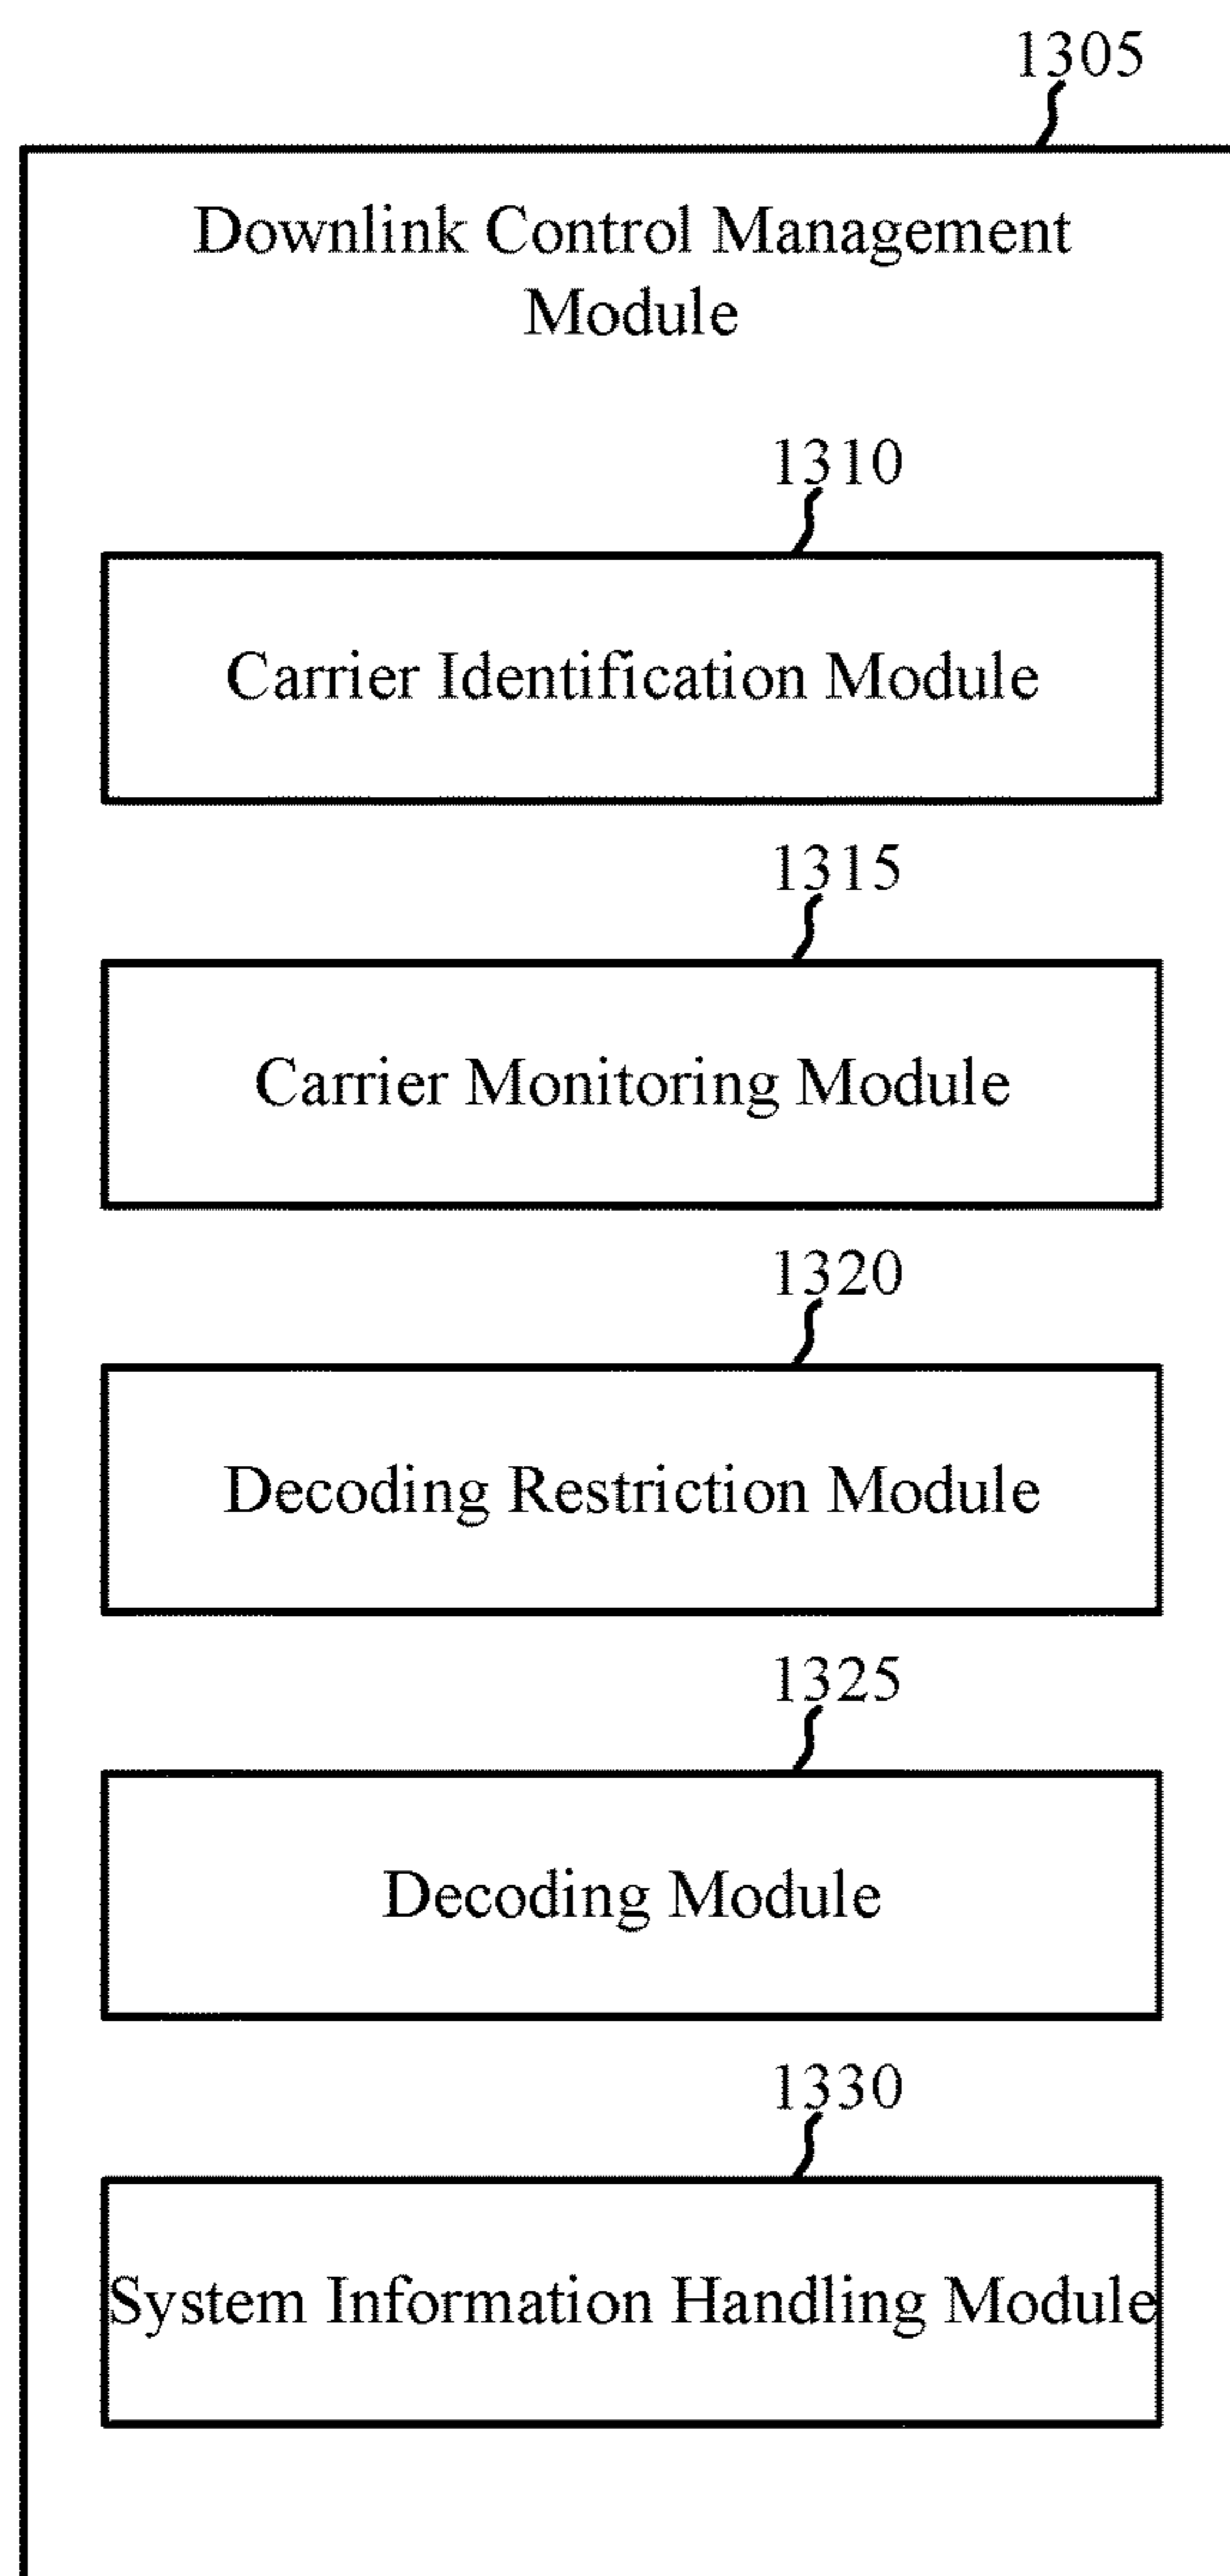 1305
Downlink Control Management
Module
1310
Carrier Identification Module
1315
Carrier Monitoring Module
1320
Decoding Restriction Module
1325
Decoding Module
1330
System Information Handling Module